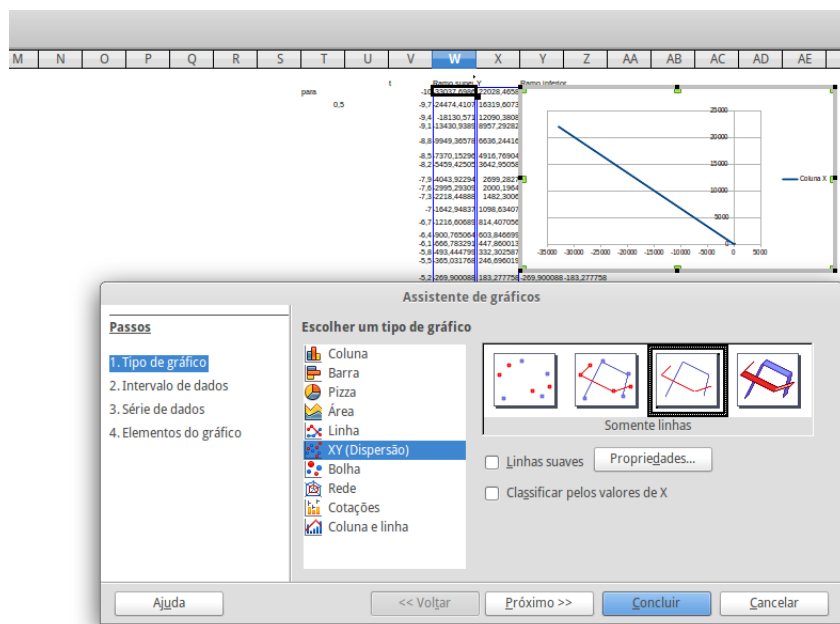 M N O P Q R S T U V W X Y Z AA AB AC AD AE
t Ramo super Y Ramo inferior
para -10 -33037,6986 22028,4658
0,5 -9,7 -24474,4107 16319,6073
-9,4 -18130,571 12090,3808
-9,1 -13430,9389 8957,29282
-8,8 -9949,36578 6636,24416
-8,5 -7370,15296 4916,76904
-8,2 -5459,42505 3642,95058
-7,9 -4043,92294 2699,2827
-7,6 -2995,29309 2000,1964
-7,3 -2218,44888 1482,3006
-7 -1642,94837 1098,63407
-6,7 -1216,60689 814,407056
-6,4 -900,765064 603,846699
-6,1 -666,783291 447,860013
-5,8 -493,444799 332,302587
-5,5 -365,031768 246,696019
-5,2 -269,900088 183,277758 -269,900088 -183,277758
25000
20000
15000
10000
5000
0
-35000 -30000 -25000 -20000 -15000 -10000 -5000 0 5000
Coluna X
Assistente de gráficos
Passos
1. Tipo de gráfico
2. Intervalo de dados
3. Série de dados
4. Elementos do gráfico
Escolher um tipo de gráfico
Coluna
Barra
Pizza
Área
Linha
XY (Dispersão)
Bolha
Rede
Cotações
Coluna e linha
Somente linhas
Linhas suaves
Propriedades...
Classificar pelos valores de X
Ajuda
<< Voltar
Próximo >>
Concluir
Cancelar